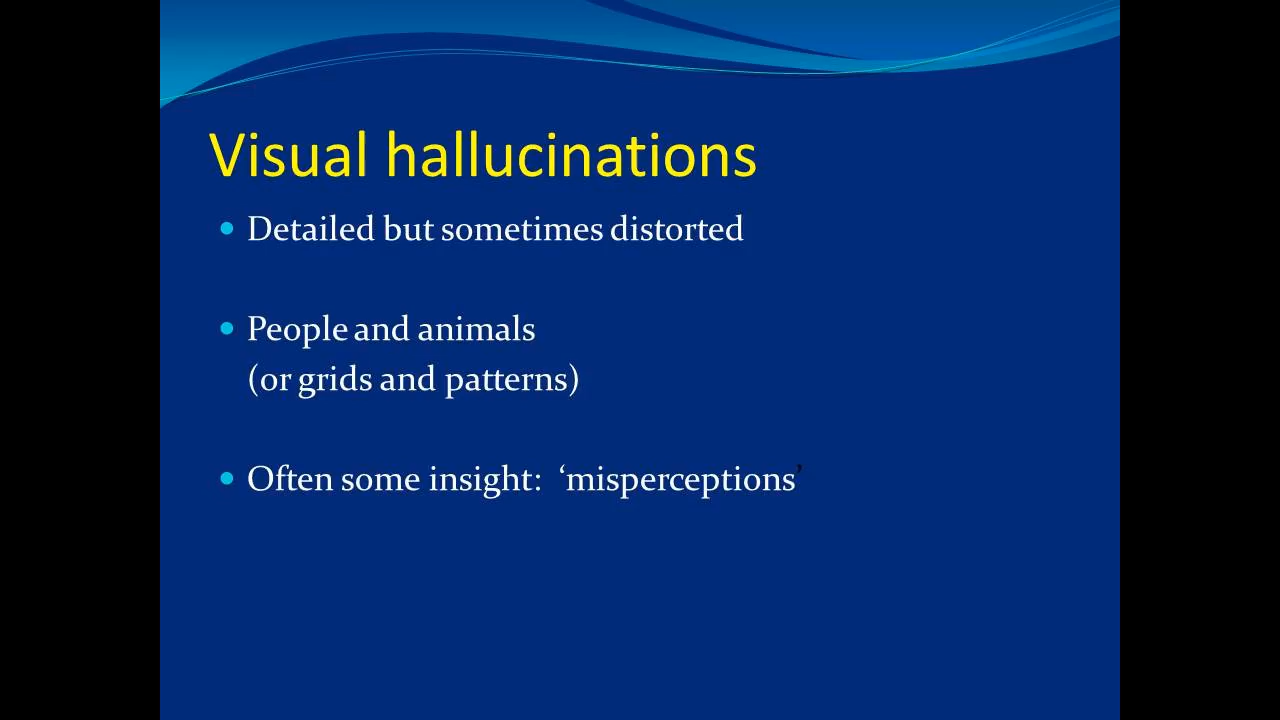 Visual hallucinations
• Detailed but sometimes distorted
• People and animals
(or grids and patterns)
• Often some insight:  ‘misperceptions’